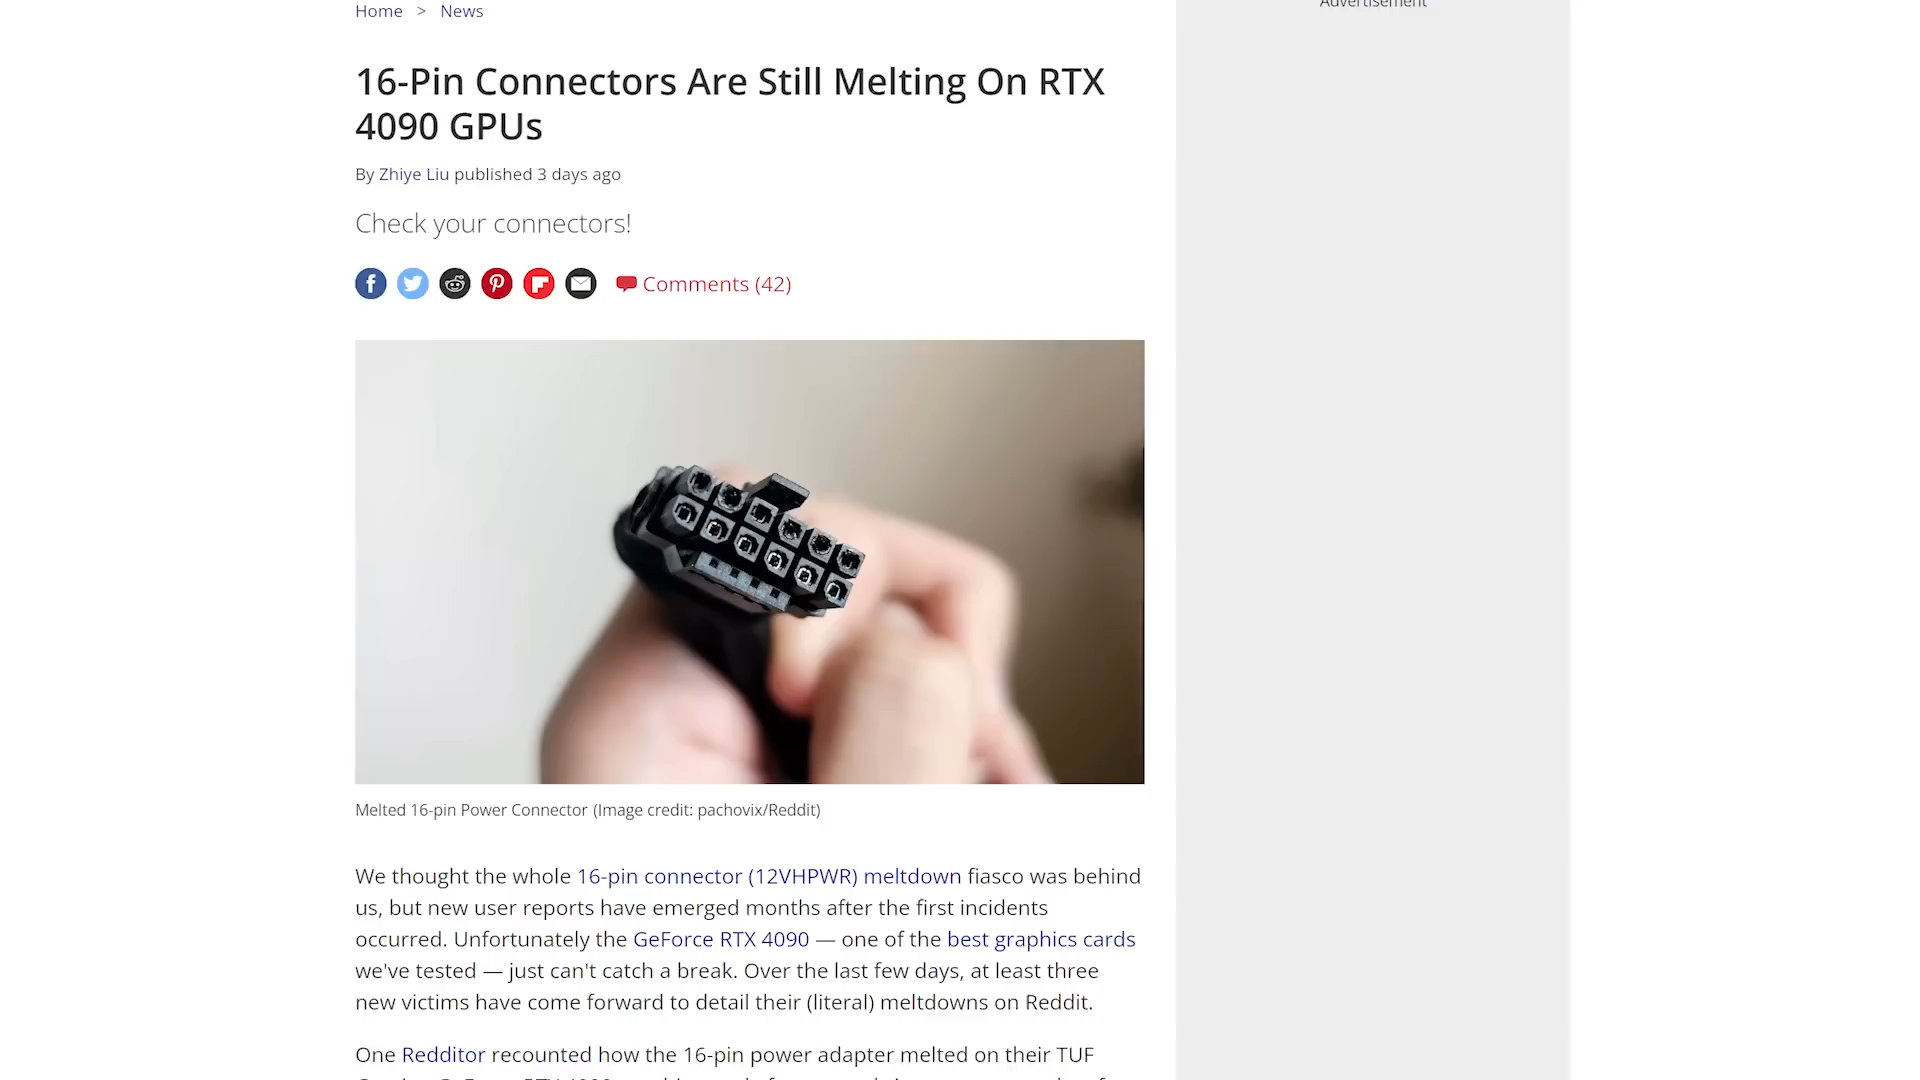 Advertisement
Home > News
16-Pin Connectors Are Still Melting On RTX
4090 GPUs
By Zhiye Liu published 3 days ago
Check your connectors!
Comments (42)
Melted 16-pin Power Connector (Image credit: pachovix/Reddit)
We thought the whole 16-pin connector (12VHPWR) meltdown fiasco was behind
us, but new user reports have emerged months after the first incidents
occurred. Unfortunately the GeForce RTX 4090 — one of the best graphics cards
we've tested — just can't catch a break. Over the last few days, at least three
new victims have come forward to detail their (literal) meltdowns on Reddit.
One Redditor recounted how the 16-pin power adapter melted on their TUF